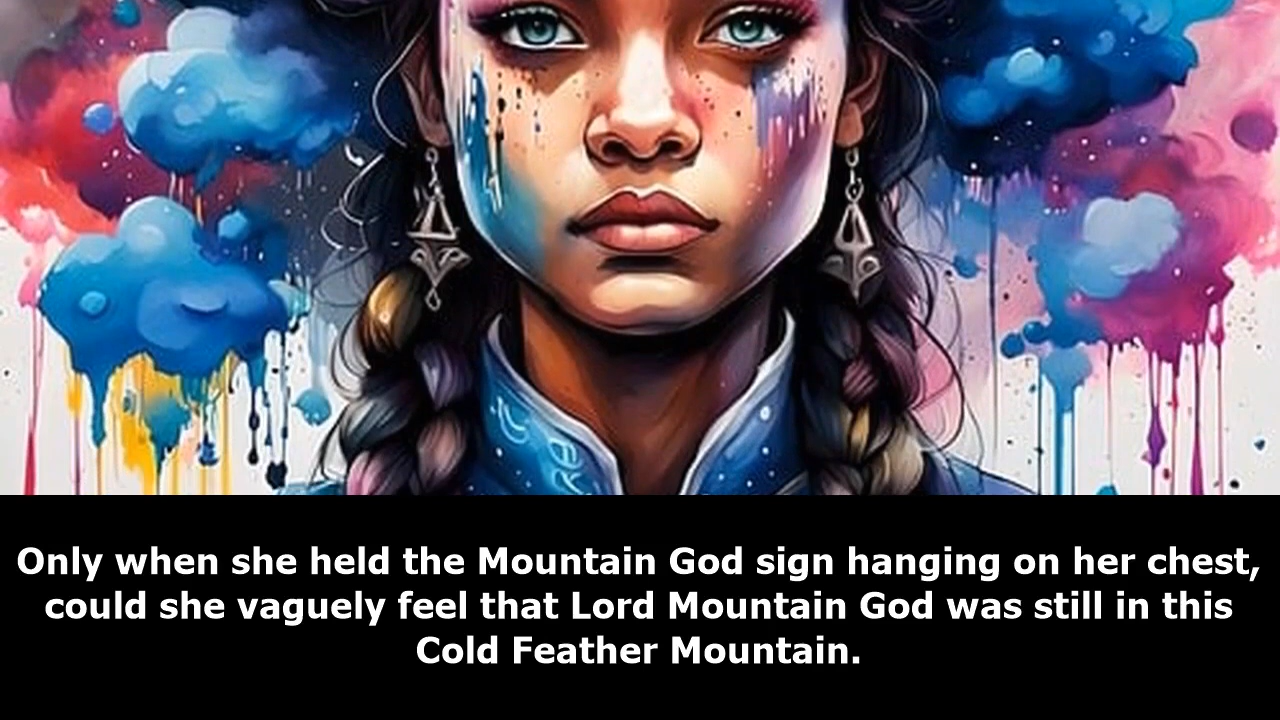 Only when she held the Mountain God sign hanging on her chest,
could she vaguely feel that Lord Mountain God was still in this
Cold Feather Mountain.